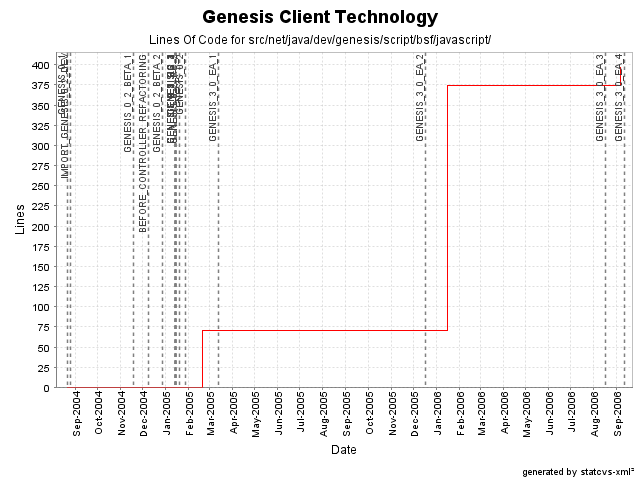 Genesis Client Technology
Lines Of Code for src/net/java/dev/genesis/script/bsf/javascript/
Lines
400
375
350
325
300
275
250
225
200
175
150
125
100
75
50
25
0
GENESIS_0_2_BETA_1
BEFORE_CONTROLLER_REFACTORING
GENESIS_0_2_BETA_2
GENESIS_3_0_EA_1
GENESIS_3_0_EA_2
GENESIS_3_0_EA_3
GENESIS_3_0_EA_4
Sep-2004
Oct-2004
Nov-2004
Dec-2004
Jan-2005
Feb-2005
Mar-2005
Apr-2005
May-2005
Jun-2005
Jul-2005
Aug-2005
Sep-2005
Oct-2005
Nov-2005
Dec-2005
Jan-2006
Feb-2006
Mar-2006
Apr-2006
May-2006
Jun-2006
Jul-2006
Aug-2006
Sep-2006
Date
generated by statcvs-xml²